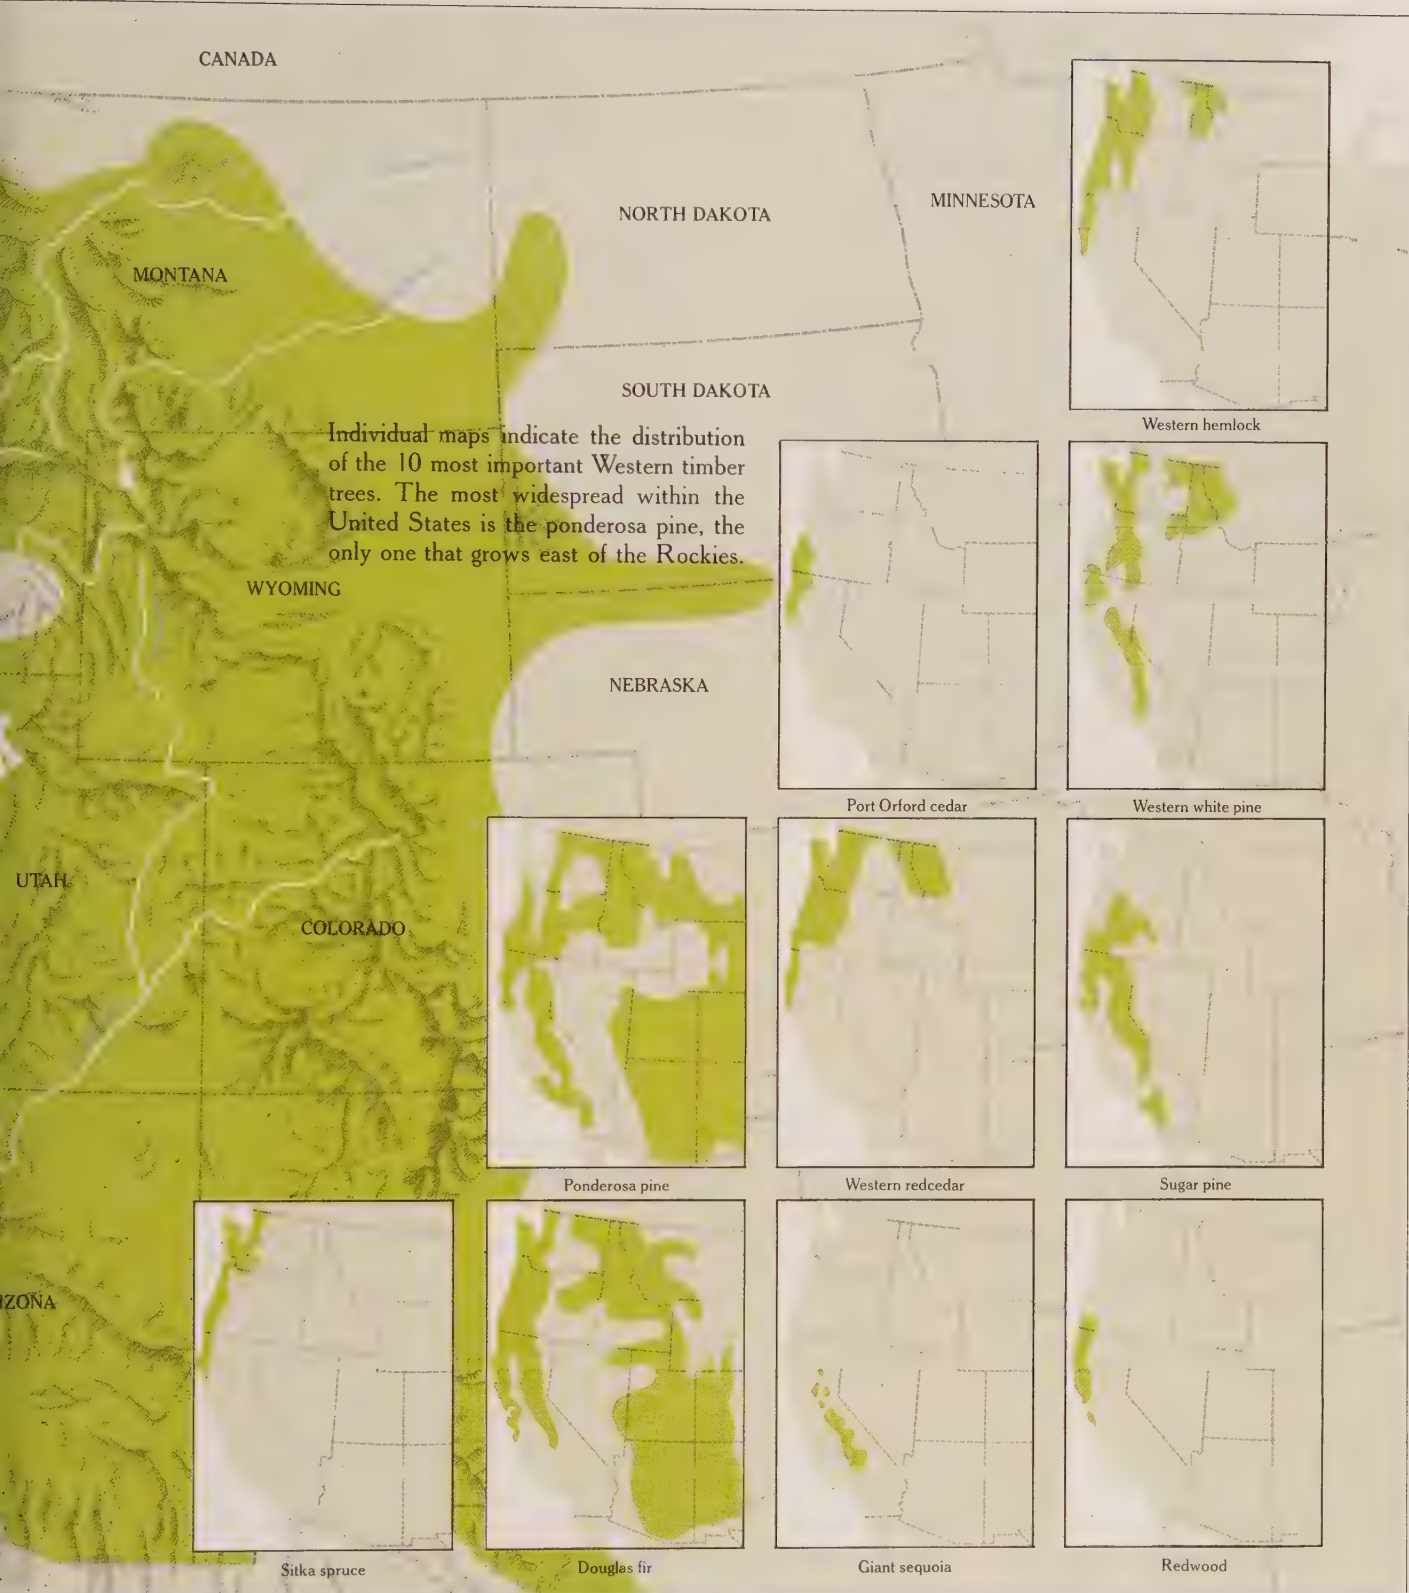 CANADA
MINNESOTA
NORTH DAKOTA
MONTANA
SOUTH DAKOTA
Western hemlock
Individual maps indicate the distribution
of the 10 most important Western timber
trees. The most widespread within the
United States is the ponderosa pine, the
only one that grows east of the Rockies.
WYOMING
NEBRASKA
Port Orford cedar
Western white pine
UTAH
COLORADO
Ponderosa pine
Western redcedar
Sugar pine
IZONA
Sitka spruce
Douglas fir
Giant sequoia
Redwood